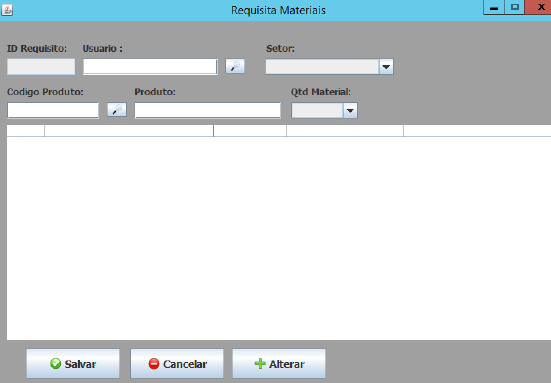 Requisita Materiais
ID Requisito: Usuario : Setor:
Codigo Produto: Produto: Qtd Material:
Salvar Cancelar Alterar